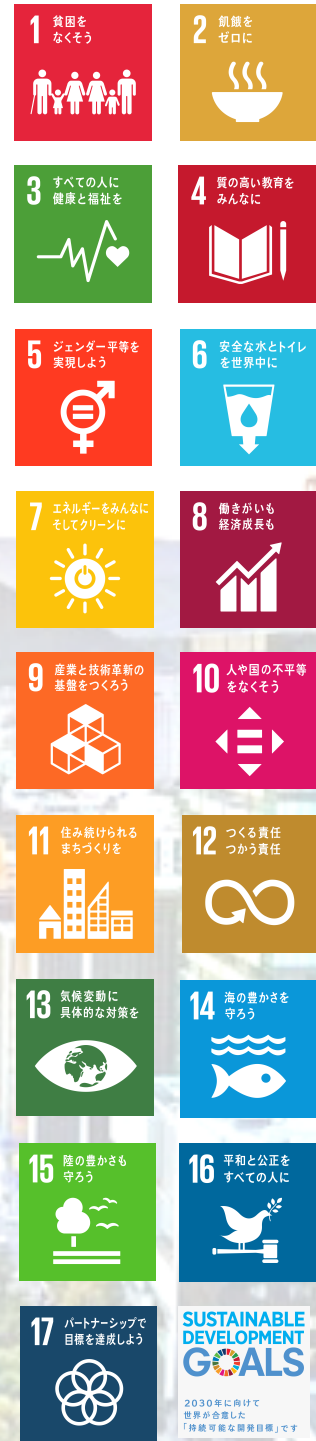 1 貧困を
なくそう
2 飢餓を
ゼロに
3 すべての人に
健康と福祉を
4 質の高い教育を
みんなに
5 ジェンダー平等を
実現しよう
6 安全な水とトイレ
を世界中に
7 エネルギーをみんなに
そしてクリーンに
8 働きがいも
経済成長も
9 産業と技術革新の
基盤をつくろう
10 人や国の不平等
をなくそう
11 住み続けられる
まちづくりを
12 つくる責任
つかう責任
13 気候変動に
具体的な対策を
14 海の豊かさを
守ろう
15 陸の豊かさも
守ろう
16 平和と公正を
すべての人に
17 パートナーシップで
目標を達成しよう
SUSTAINABLE
DEVELOPMENT
GOALS
2030年に向けて
世界が合意した
「持続可能な開発目標」です